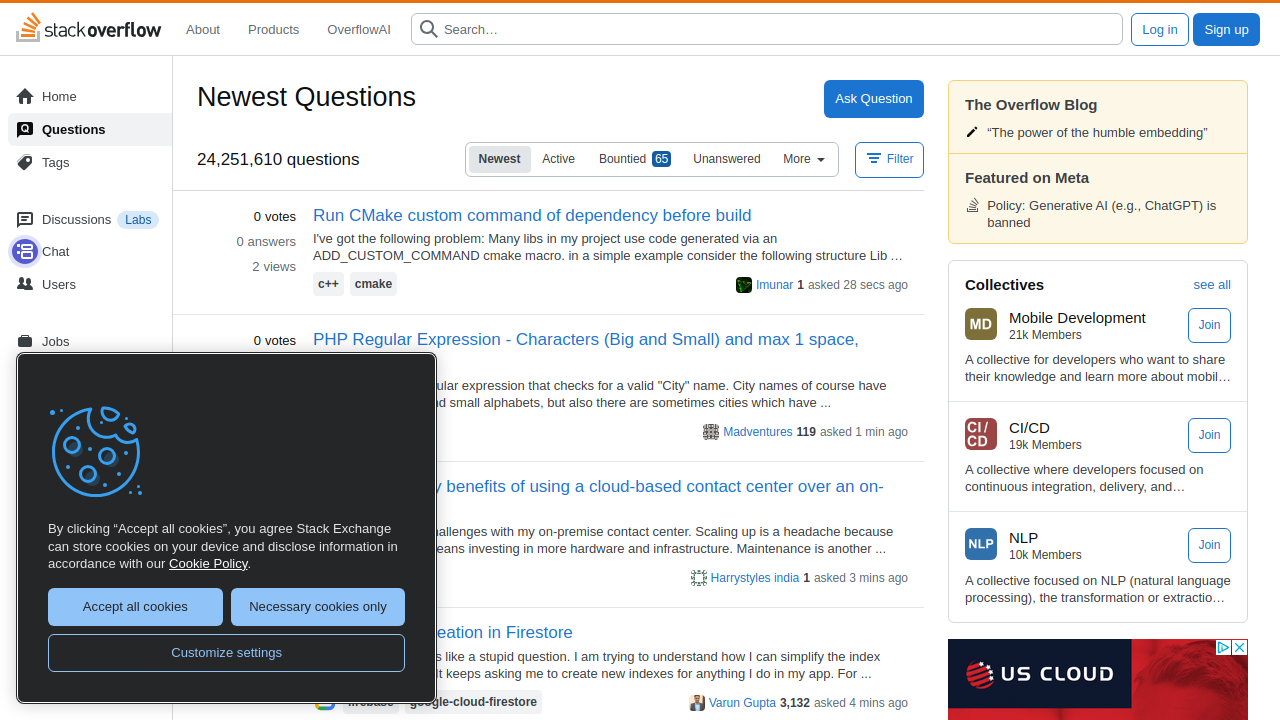 stackoverflow
About
Products
OverflowAI
Search…
Log in
Sign up
Home
Questions
Tags
Discussions Labs
Chat
Users
Jobs
Newest Questions
Ask Question
24,251,610 questions
Newest
Active
Bountied 65
Unanswered
More
Filter
0 votes
0 answers
2 views
Run CMake custom command of dependency before build
I've got the following problem: Many libs in my project use code generated via an
ADD_CUSTOM_COMMAND cmake macro. in a simple example consider the following structure Lib …
c++ cmake
lmunar 1 asked 28 secs ago
0 votes
PHP Regular Expression - Characters (Big and Small) and max 1 space,
expression that checks for a valid "City" name. City names of course have
small alphabets, but also there are sometimes cities which have ...
Madventures 119 asked 1 min ago
benefits of using a cloud-based contact center over an on-
with my on-premise contact center. Scaling up is a headache because
investing in more hardware and infrastructure. Maintenance is another ...
Harrystyles india 1 asked 3 mins ago
in Firestore
like a stupid question. I am trying to understand how I can simplify the index
keeps asking me to create new indexes for anything I do in my app. For ...
firebase google-cloud-firestore
Varun Gupta 3,132 asked 4 mins ago
By clicking “Accept all cookies”, you agree Stack Exchange
can store cookies on your device and disclose information in
accordance with our Cookie Policy.
Accept all cookies
Necessary cookies only
Customize settings
The Overflow Blog
“The power of the humble embedding”
Featured on Meta
Policy: Generative AI (e.g., ChatGPT) is
banned
Collectives
see all
MD
Mobile Development
21k Members
Join
A collective for developers who want to share
their knowledge and learn more about mobil…
CI/
CD
CI/CD
19k Members
Join
A collective where developers focused on
continuous integration, delivery, and…
NLP
NLP
10k Members
Join
A collective focused on NLP (natural language
processing), the transformation or extractio…
US CLOUD